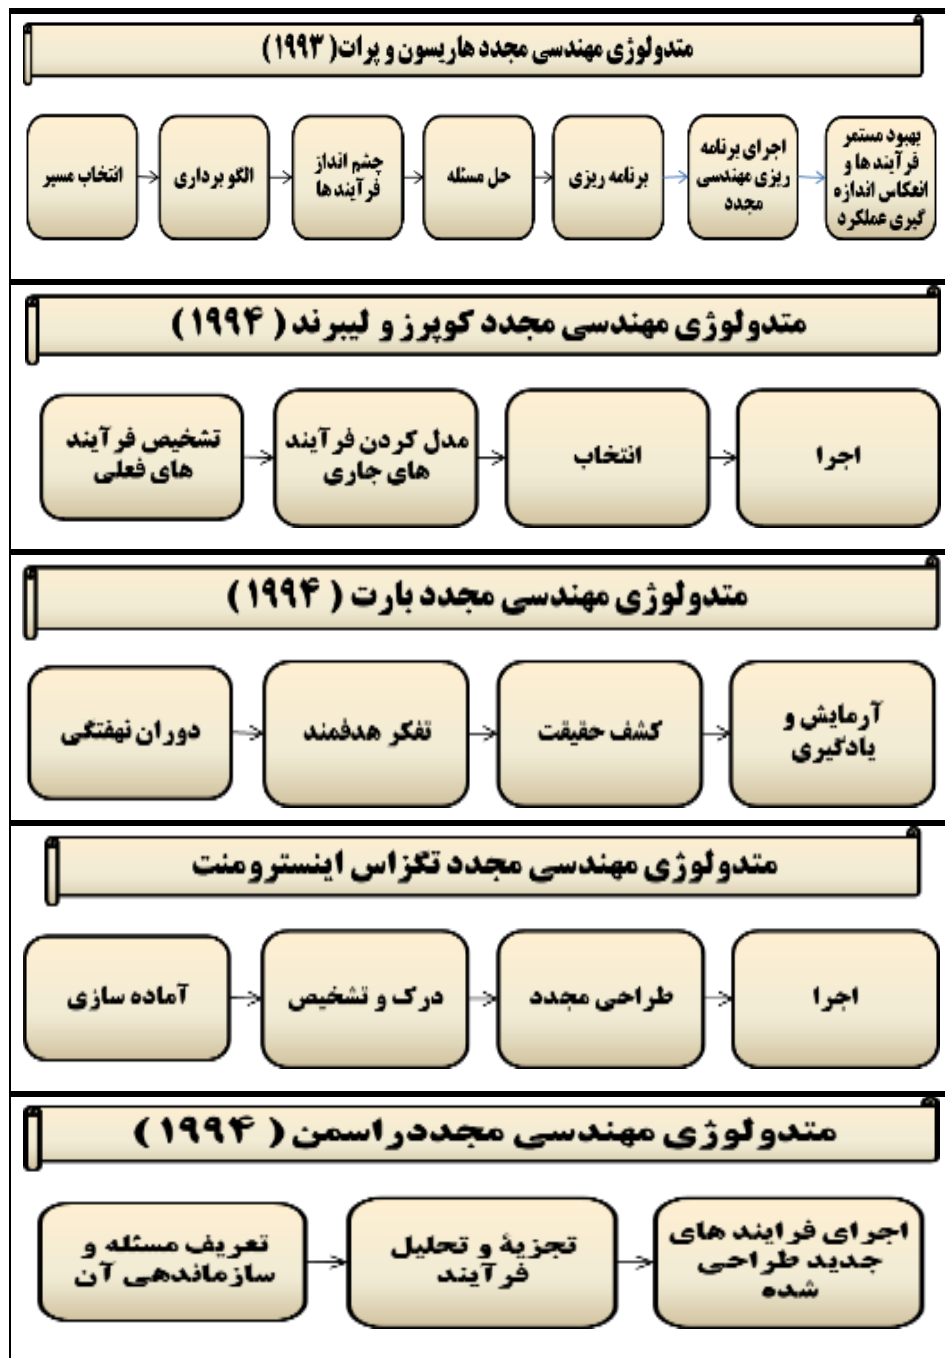 متدولوژی مهندسی مجدد هاریسون و پرات( ۱۹۹۳)
انتخاب مسیر
الگو برداری
چشم انداز
فرآیند ها
حل مسئله
برنامه ریزی
اجرای برنامه
ریزی مهندسی
مجدد
بهبود مستمر
فرآیند ها و
انعکاس اندازه
گیری عملکرد
متدولوژی مهندسی مجدد کوپرز و لیبرند ( ۱۹۹۴ )
تشخیص فرآیند
های فعلی
مدل کردن فرآیند
های جاری
انتخاب
اجرا
متدولوژی مهندسی مجدد بارت ( ۱۹۹۴ )
دوران نهفتگی
تفکر هدفمند
کشف حقیقت
آزمایش و
یادگیری
متدولوژی مهندسی مجدد تگزاس اینسترومنت
آماده سازی
درک و تشخیص
طراحی مجدد
اجرا
متدولوژی مهندسی مجددراسمن ( ۱۹۹۴ )
تعریف مسئله و
سازماندهی آن
تجزیهٔ و تحلیل
فرآیند
اجرای فرایند های
جدید طراحی
شده